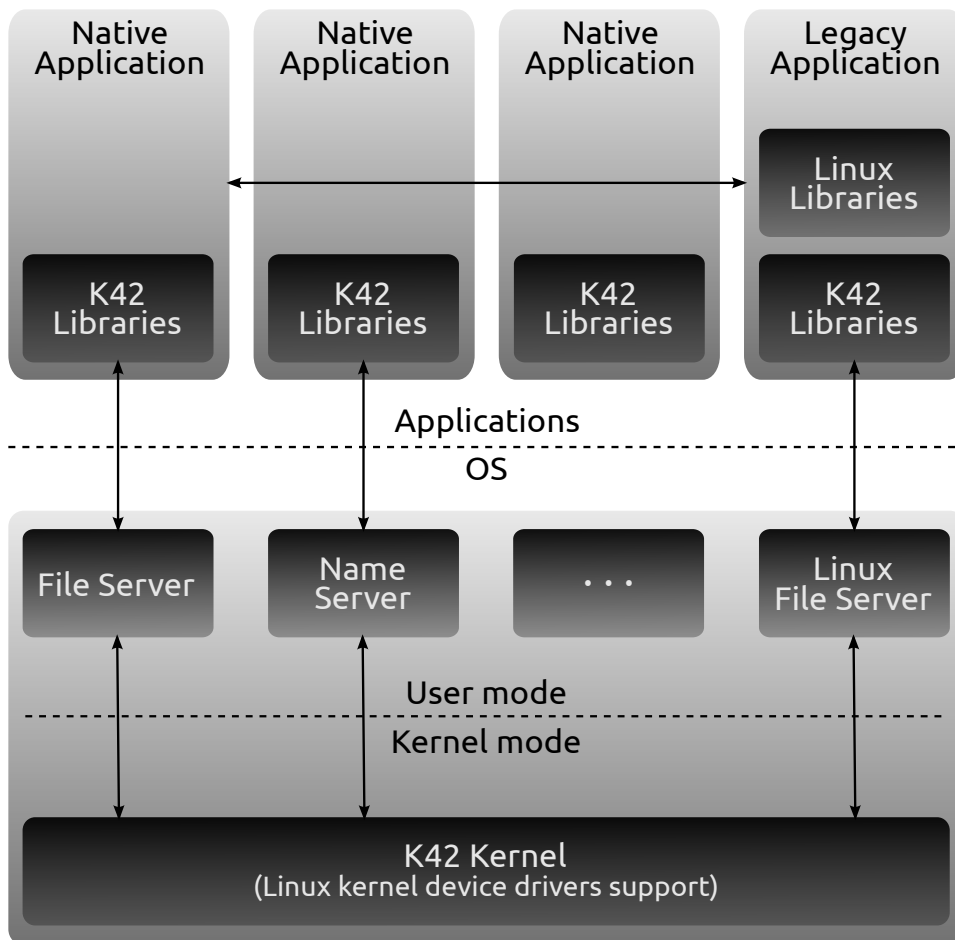 Native
Application
Native
Application
Native
Application
Legacy
Application
Linux
Libraries
K42
Libraries
K42
Libraries
K42
Libraries
K42
Libraries
Applications
OS
File Server
Name
Server
...
Linux
File Server
User mode
Kernel mode
K42 Kernel
(Linux kernel device drivers support)